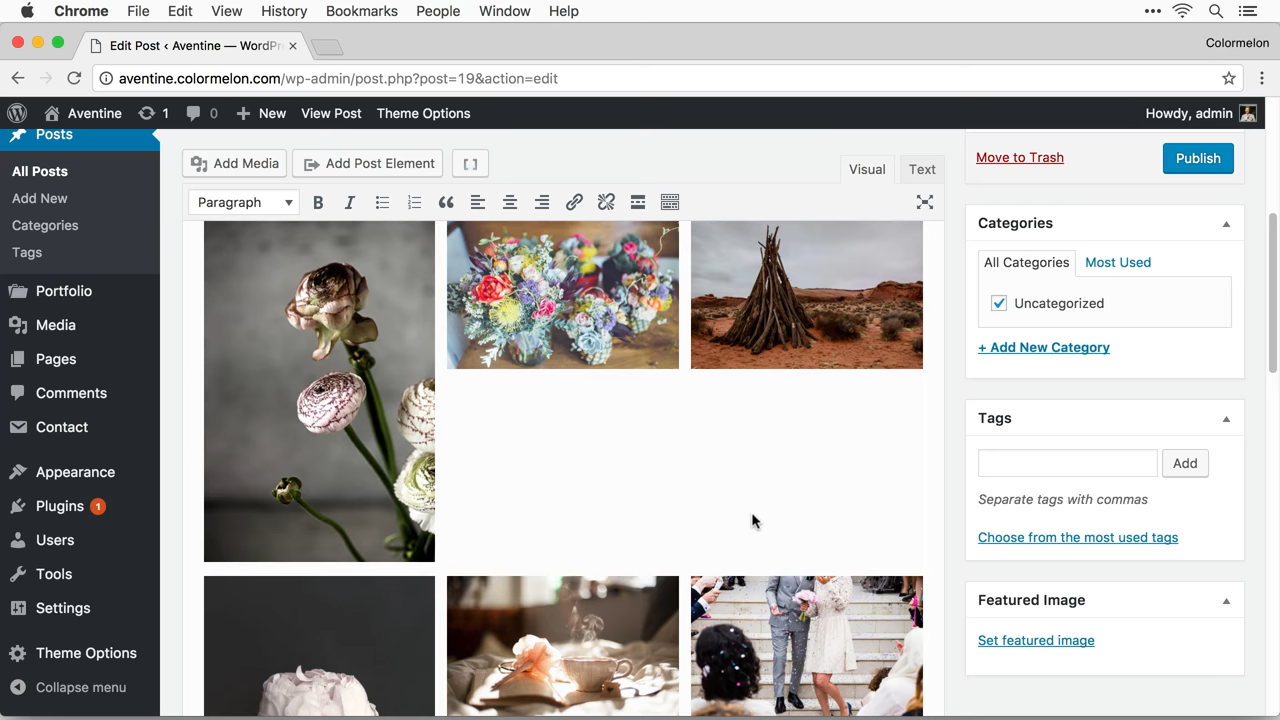 Chrome File Edit View History Bookmarks People Window Help
Edit Post ‹ Aventine — WordPr
Colormelon
aventine.colormelon.com/wp-admin/post.php?post=19&action=edit
Aventine 1 0 New View Post Theme Options Howdy, admin
Posts
All Posts
Add New
Categories
Tags
Portfolio
Media
Pages
Comments
Contact
Appearance
Plugins 1
Users
Tools
Settings
Theme Options
Collapse menu
Add Media Add Post Element [ ] Visual Text
Paragraph B I
Move to Trash Publish
Categories
All Categories Most Used
Uncategorized
+ Add New Category
Tags
Add
Separate tags with commas
Choose from the most used tags
Featured Image
Set featured image